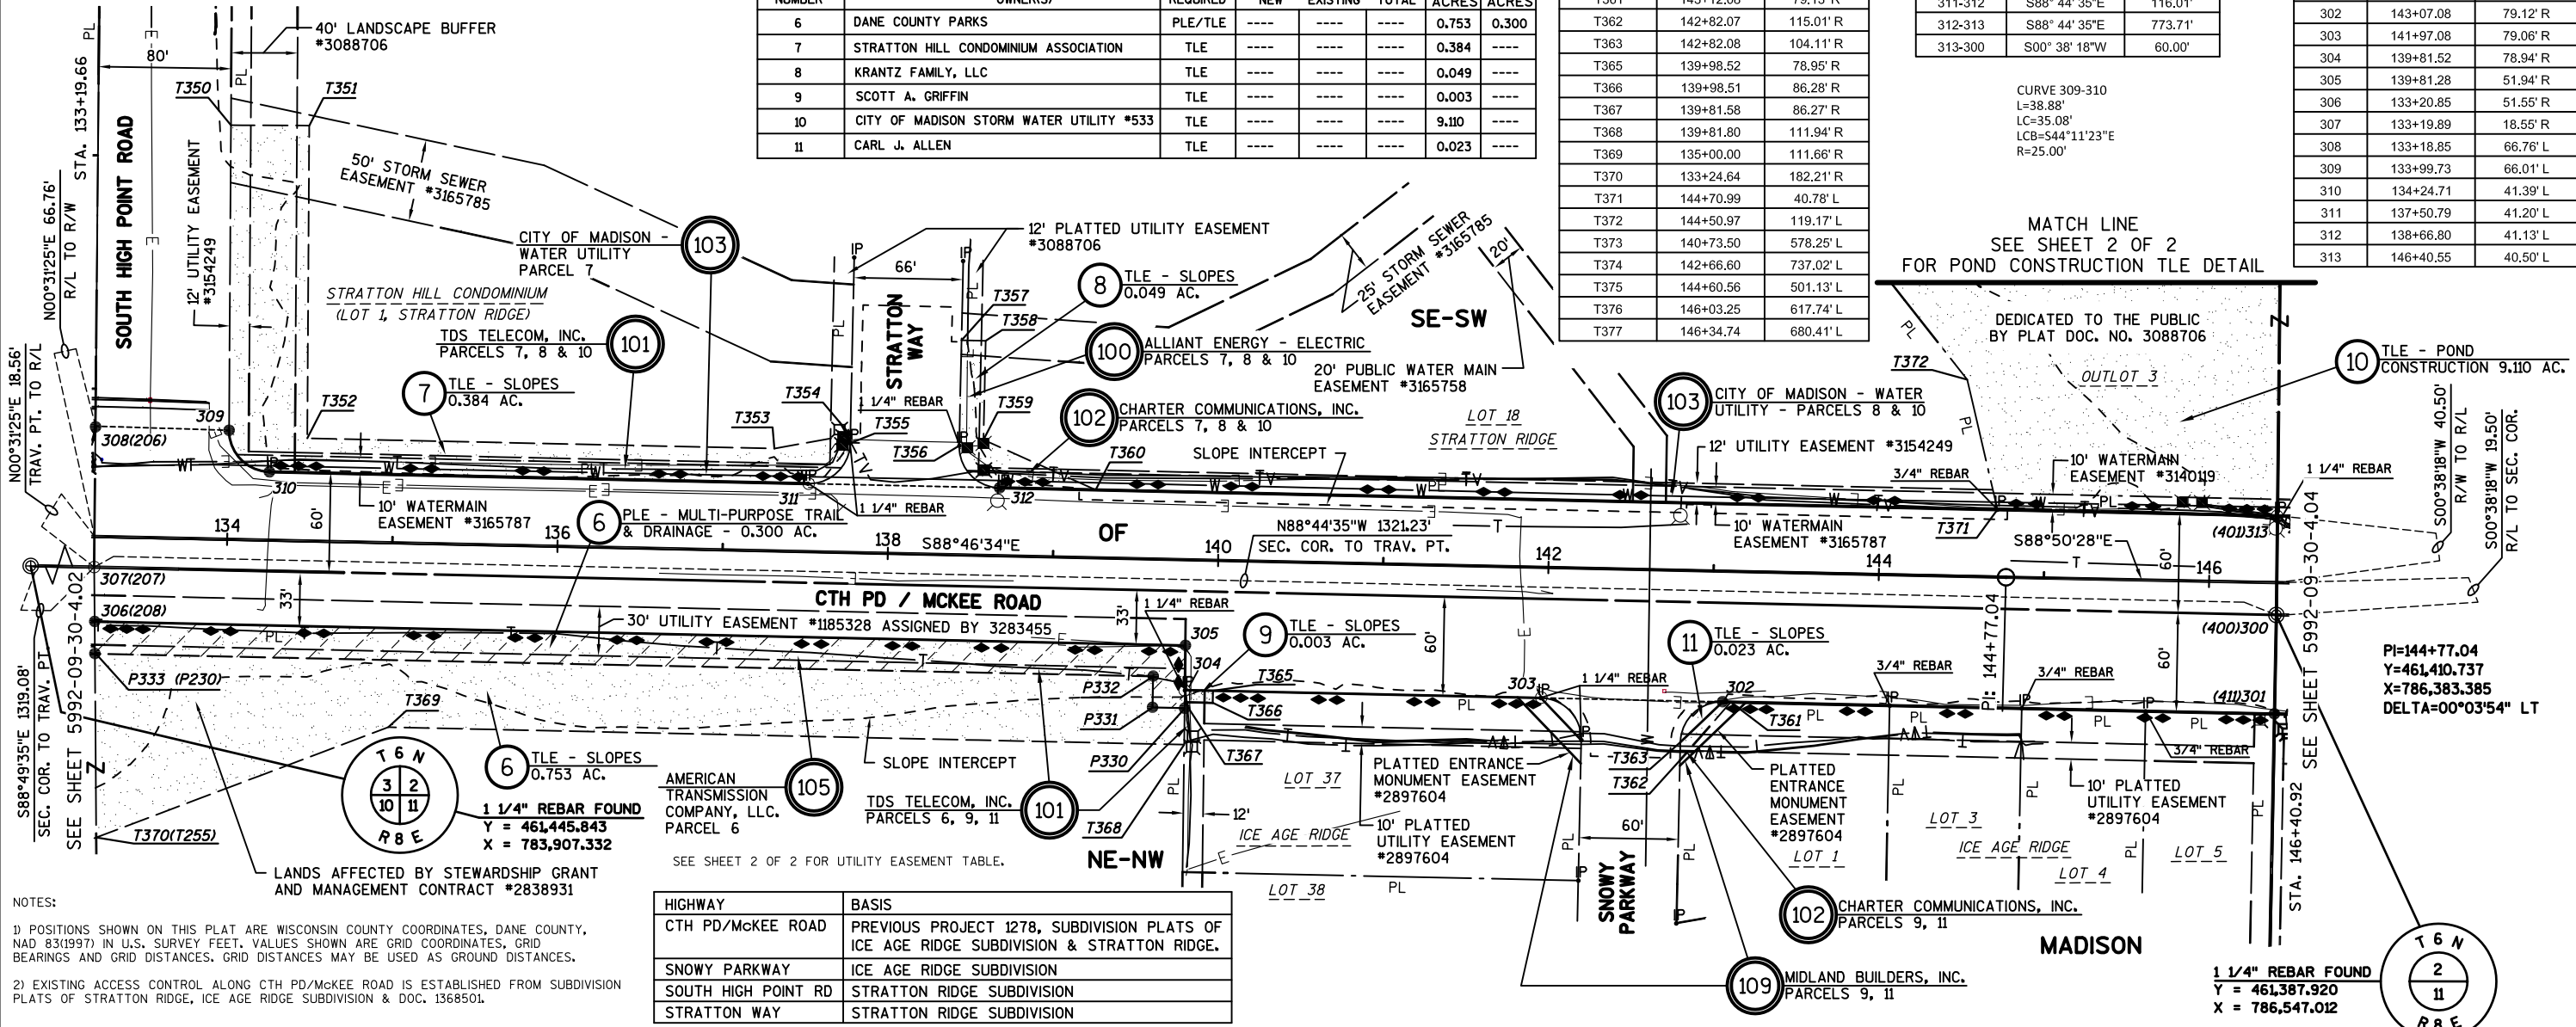 NUMBER OWNER(S) REQUIRED NEW EXISTING TOTAL ACRES ACRES
6 DANE COUNTY PARKS PLE/TLE ---- ---- ---- 0.753 0.300
7 STRATTON HILL CONDOMINIUM ASSOCIATION TLE ---- ---- ---- 0.384 ----
8 KRANTZ FAMILY, LLC TLE ---- ---- ---- 0.049 ----
9 SCOTT A. GRIFFIN TLE ---- ---- ---- 0.003 ----
10 CITY OF MADISON STORM WATER UTILITY #533 TLE ---- ---- ---- 9.110 ----
11 CARL J. ALLEN TLE ---- ---- ---- 0.023 ----
T362 142+82.07 115.01' R
T363 142+82.08 104.11' R
T365 139+98.52 78.95' R
T366 139+98.51 86.28' R
T367 139+81.58 86.27' R
T368 139+81.80 111.94' R
T369 135+00.00 111.66' R
T370 133+24.64 182.21' R
T371 144+70.99 40.78' L
T372 144+50.97 119.17' L
T373 140+73.50 578.25' L
T374 142+66.60 737.02' L
T375 144+60.56 501.13' L
T376 146+03.25 617.74' L
T377 146+34.74 680.41' L
311-312 S88° 44' 35"E 116.01'
312-313 S88° 44' 35"E 773.71'
313-300 S00° 38' 18"W 60.00'
CURVE 309-310
L=38.88'
LC=35.08'
LCB=S44°11'23"E
R=25.00'
302 143+07.08 79.12' R
303 141+97.08 79.06' R
304 139+81.52 78.94' R
305 139+81.28 51.94' R
306 133+20.85 51.55' R
307 133+19.89 18.55' R
308 133+18.85 66.76' L
309 133+99.73 66.01' L
310 134+24.71 41.39' L
311 137+50.79 41.20' L
312 138+66.80 41.13' L
313 146+40.55 40.50' L
MATCH LINE
SEE SHEET 2 OF 2
FOR POND CONSTRUCTION TLE DETAIL
40' LANDSCAPE BUFFER
#3088706
80'
STA. 133+19.66
T350
T351
SOUTH HIGH POINT ROAD
12' UTILITY EASEMENT
#3154249
50' STORM SEWER
EASEMENT #3165785
N00°31'25"E 66.76'
R/L TO R/W
N00°31'25"E 18.56'
TRAV. PT. TO R/L
CITY OF MADISON -
WATER UTILITY
PARCEL 7
103
STRATTON HILL CONDOMINIUM
(LOT 1, STRATTON RIDGE)
TDS TELECOM, INC.
PARCELS 7, 8 & 10
101
7 TLE - SLOPES
0.384 AC.
66'
STRATTON
WAY
12' PLATTED UTILITY EASEMENT
#3088706
8 TLE - SLOPES
0.049 AC.
T357
T358
100 ALLIANT ENERGY - ELECTRIC
PARCELS 7, 8 & 10
25' STORM SEWER
EASEMENT #3165785
20'
SE-SW
20' PUBLIC WATER MAIN
EASEMENT #3165758
102 CHARTER COMMUNICATIONS, INC.
PARCELS 7, 8 & 10
LOT 18
STRATTON RIDGE
SLOPE INTERCEPT
103 CITY OF MADISON - WATER
UTILITY - PARCELS 8 & 10
12' UTILITY EASEMENT #3154249
DEDICATED TO THE PUBLIC
BY PLAT DOC. NO. 3088706
OUTLOT 3
T372
10 TLE - POND
CONSTRUCTION 9.110 AC.
3/4" REBAR
10' WATERMAIN
EASEMENT #3140119
1 1/4" REBAR
309
308(206)
T352
T353
T354
1 1/4" REBAR
T355
T356
T359
T360
310
311
312
10' WATERMAIN
EASEMENT #3165787
1 1/4" REBAR
10' WATERMAIN
EASEMENT #3165787
T371
(401)313
S00°38'18"W 40.50'
R/W TO R/L
S00°38'18"W 19.50'
R/L TO SEC. COR.
60'
6 PLE - MULTI-PURPOSE TRAIL
& DRAINAGE - 0.300 AC.
134
136
138
140
142
144
146
S88°46'34"E
OF
N88°44'35"W 1321.23'
SEC. COR. TO TRAV. PT.
S88°50'28"E
60'
307(207)
306(208)
33'
CTH PD / MCKEE ROAD
33'
1 1/4" REBAR
30' UTILITY EASEMENT #1185328 ASSIGNED BY 3283455
305
304
9 TLE - SLOPES
0.003 AC.
60'
11 TLE - SLOPES
0.023 AC.
PI: 144+77.04
(400)300
60'
SEE SHEET 5992-09-30-4.02
SEE SHEET 5992-09-30-4.04
PI=144+77.04
Y=461,410.737
X=786,383.385
DELTA=00°03'54" LT
P333 (P230)
P332
P331
P330
T365
T366
T367
T368
303
1 1/4" REBAR
302
T361
3/4" REBAR
3/4" REBAR
(411)301
3/4" REBAR
T369
S88°49'35"E 1319.08'
SEC. COR. TO TRAV. PT.
6 TLE - SLOPES
0.753 AC.
SLOPE INTERCEPT
AMERICAN
TRANSMISSION
COMPANY, LLC.
PARCEL 6
105
TDS TELECOM, INC.
PARCELS 6, 9, 11
101
T 6 N
3 2
10 11
R 8 E
1 1/4" REBAR FOUND
Y = 461,445.843
X = 783,907.332
T370(T255)
LANDS AFFECTED BY STEWARDSHIP GRANT
AND MANAGEMENT CONTRACT #2838931
SEE SHEET 2 OF 2 FOR UTILITY EASEMENT TABLE.
NE-NW
12'
LOT 37
ICE AGE RIDGE
LOT 38
PLATTED ENTRANCE
MONUMENT EASEMENT
#2897604
10' PLATTED
UTILITY EASEMENT
#2897604
T363
T362
60'
SNOWY
PARKWAY
PLATTED
ENTRANCE
MONUMENT
EASEMENT
#2897604
LOT 1
LOT 3
ICE AGE RIDGE
LOT 4
LOT 5
10' PLATTED
UTILITY EASEMENT
#2897604
STA. 146+40.92
102 CHARTER COMMUNICATIONS, INC.
PARCELS 9, 11
109 MIDLAND BUILDERS, INC.
PARCELS 9, 11
MADISON
1 1/4" REBAR FOUND
Y = 461,387.920
X = 786,547.012
T 6 N
2
11
R 8 E
NOTES:
1) POSITIONS SHOWN ON THIS PLAT ARE WISCONSIN COUNTY COORDINATES, DANE COUNTY,
NAD 83(1997) IN U.S. SURVEY FEET. VALUES SHOWN ARE GRID COORDINATES, GRID
BEARINGS AND GRID DISTANCES. GRID DISTANCES MAY BE USED AS GROUND DISTANCES.
2) EXISTING ACCESS CONTROL ALONG CTH PD/McKEE ROAD IS ESTABLISHED FROM SUBDIVISION
PLATS OF STRATTON RIDGE, ICE AGE RIDGE SUBDIVISION & DOC. 1368501.
HIGHWAY BASIS
CTH PD/McKEE ROAD PREVIOUS PROJECT 1278, SUBDIVISION PLATS OF
ICE AGE RIDGE SUBDIVISION & STRATTON RIDGE.
SNOWY PARKWAY ICE AGE RIDGE SUBDIVISION
SOUTH HIGH POINT RD STRATTON RIDGE SUBDIVISION
STRATTON WAY STRATTON RIDGE SUBDIVISION